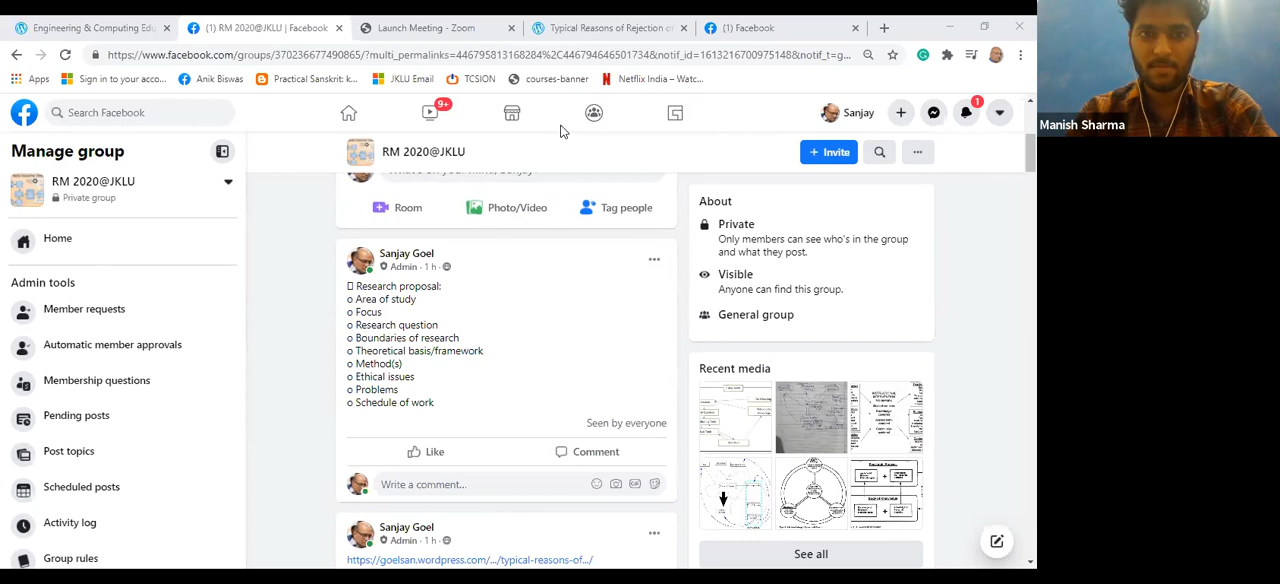 Engineering & Computing Edu
(1) RM 2020@JKLU | Facebook
Launch Meeting - Zoom
Typical Reasons of Rejection of
(1) Facebook
https://www.facebook.com/groups/370236677490865/?multi_permalinks=446795813168284%2C446794646501734&notif_id=1613216700975148&notif_t=g...
Apps
Sign in to your acco...
Anik Biswas
Practical Sanskrit: k...
JKLU Email
TCSION
courses-banner
Netflix India – Watc...
Search Facebook
9+
Sanjay
1
Manage group
RM 2020@JKLU
Private group
Home
Admin tools
Member requests
Automatic member approvals
Membership questions
Pending posts
Post topics
Scheduled posts
Activity log
Group rules
RM 2020@JKLU
+ Invite
Room
Photo/Video
Tag people
Sanjay Goel
Admin · 1 h ·
Research proposal:
o Area of study
o Focus
o Research question
o Boundaries of research
o Theoretical basis/framework
o Method(s)
o Ethical issues
o Problems
o Schedule of work
Seen by everyone
Like
Comment
Write a comment...
GIF
Sanjay Goel
Admin · 1 h ·
https://goelsan.wordpress.com/.../typical-reasons-of.../
About
Private
Only members can see who's in the group
and what they post.
Visible
Anyone can find this group.
General group
Recent media
See all
Manish Sharma